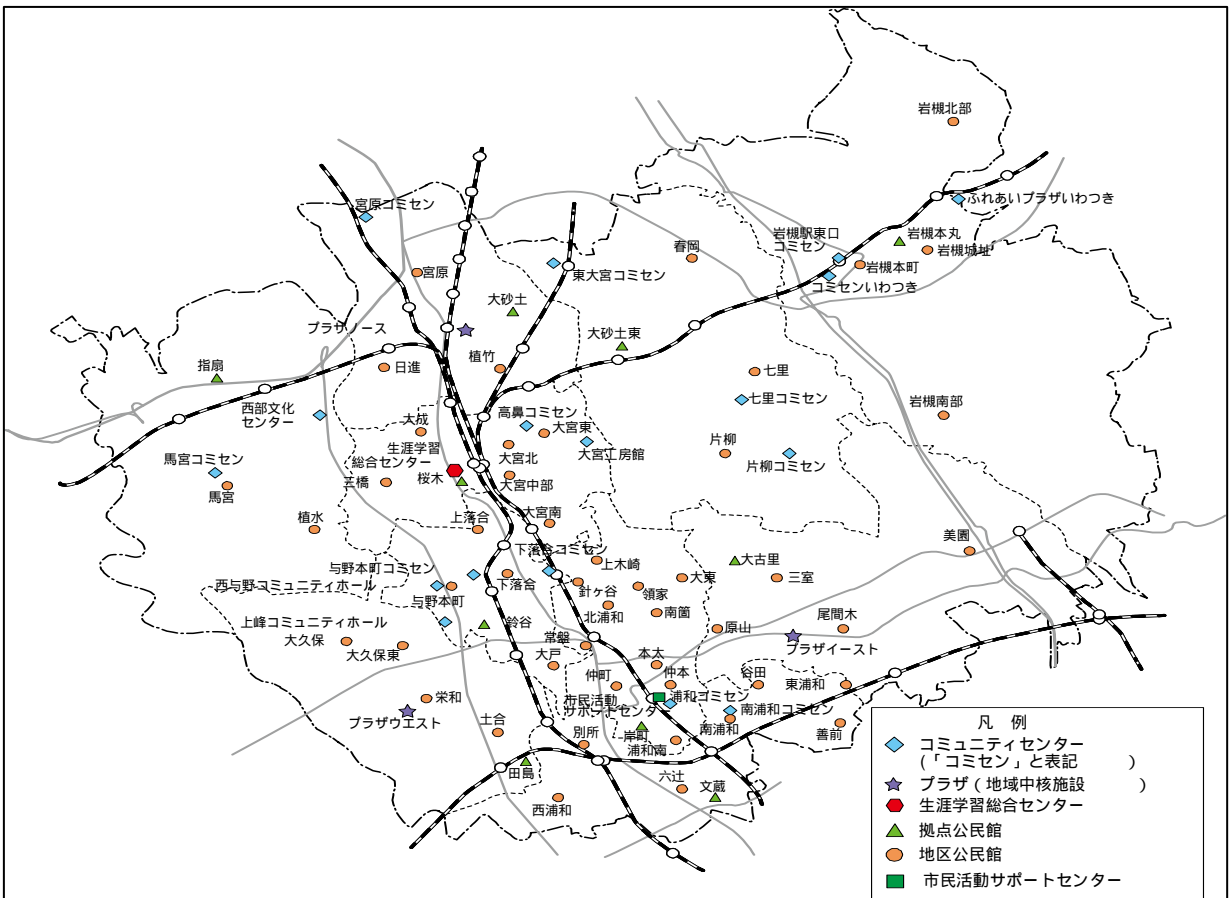 岩槻北部
宮原コミセン
ふれあいプラザいわつき
岩槻駅東口
コミセン
岩槻本丸
岩槻城址
春岡
岩槻本町
コミセンいわつき
宮原
東大宮コミセン
大砂土
プラザノース
大砂土東
植竹
指扇
日進
七里
西部文化
センター
七里コミセン
岩槻南部
大成
高鼻コミセン
大宮東
生涯学習
総合センター
大宮北
大宮工房館
片柳
片柳コミセン
馬宮コミセン
馬宮
三橋
桜木
大宮中部
植水
上落合
大宮南
美園
下落合コミセン
与野本町コミセン
上木崎
大古里
西与野コミュニティホール
下落合
針ヶ谷
大東
三室
与野本町
領家
北浦和
南箇
上峰コミュニティホール
鈴谷
尾間木
大久保
大久保東
常盤
原山
プラザイースト
大戸
本太
仲町
仲本
谷田
東浦和
栄和
市民活動
サポートセンター
浦和コミセン
南浦和コミセン
プラザウエスト
土合
別所
岸町
浦和南
南浦和
善前
田島
六辻
文蔵
西浦和
凡 例
コミュニティセンター
(「コミセン」と表記 )
プラザ(地域中核施設 )
生涯学習総合センター
拠点公民館
地区公民館
市民活動サポートセンター